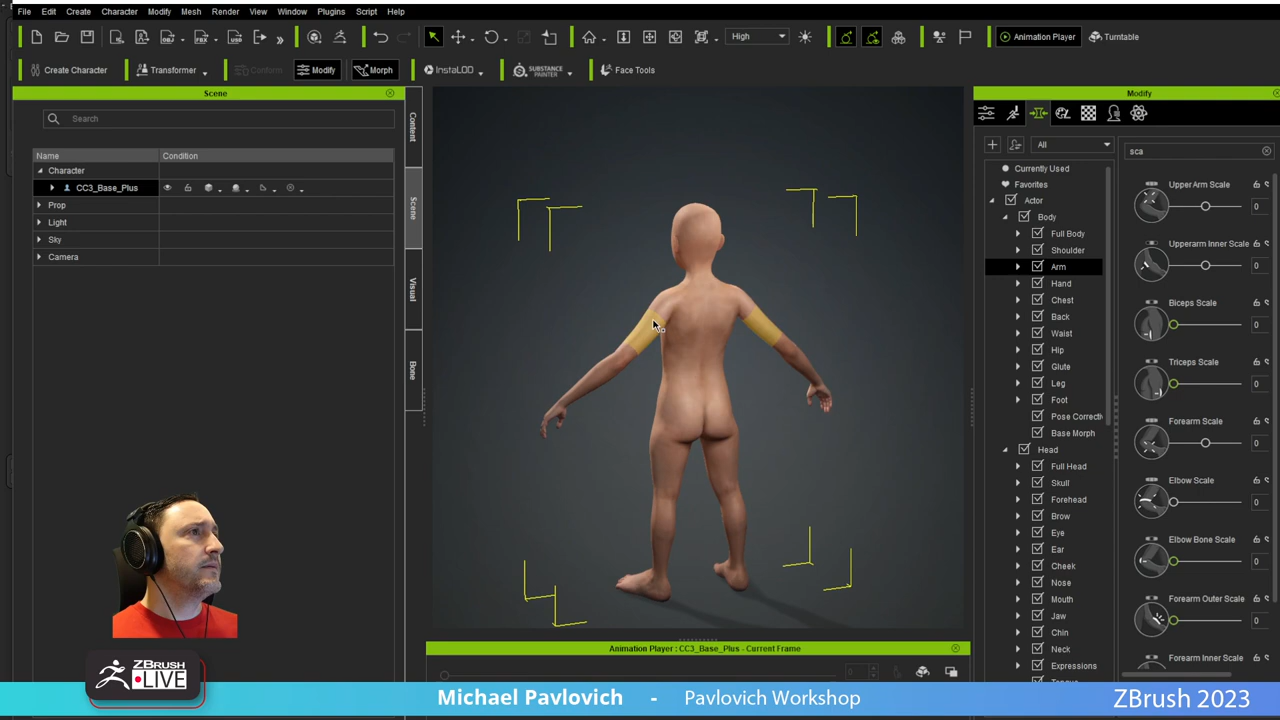 File Edit Create Character Modify Mesh Render View Window Plugins Script Help
High
Animation Player
Turntable
Create Character
Transformer
Conform
Modify
Morph
InstaLOD
SUBSTANCE PAINTER
Face Tools
Scene
Search
Name Condition
Character
CC3_Base_Plus
Prop
Light
Sky
Camera
Content
Scene
Visual
Bone
Modify
All
sca
Currently Used
Favorites
Actor
Body
Full Body
Shoulder
Arm
Hand
Chest
Back
Waist
Hip
Glute
Leg
Foot
Pose Correcti
Base Morph
Head
Full Head
Skull
Forehead
Brow
Eye
Ear
Cheek
Nose
Mouth
Jaw
Chin
Neck
Expressions
Upper Arm Scale
0
Upperarm Inner Scale
0
Biceps Scale
0
Triceps Scale
0
Forearm Scale
0
Elbow Scale
0
Elbow Bone Scale
0
Forearm Outer Scale
0
Forearm Inner Scale
Animation Player : CC3_Base_Plus - Current Frame
0
ZBRUSH
LIVE
Michael Pavlovich - Pavlovich Workshop
ZBrush 2023